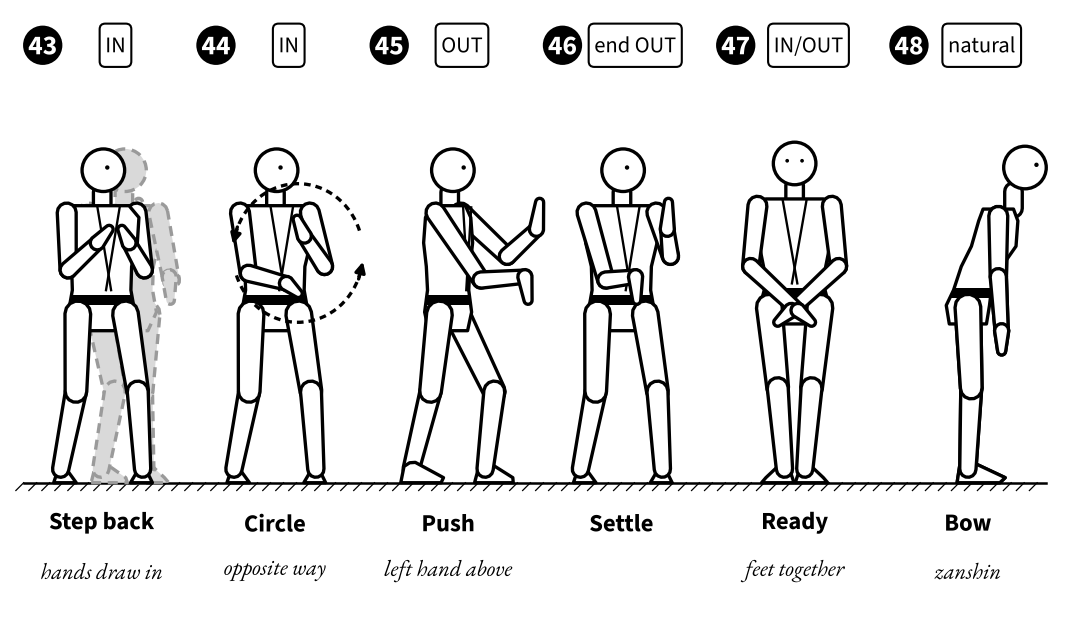 43 IN 44 IN 45 OUT 46 end OUT 47 IN/OUT 48 natural
Step back Circle Push Settle Ready Bow
hands draw in opposite way left hand above feet together zanshin